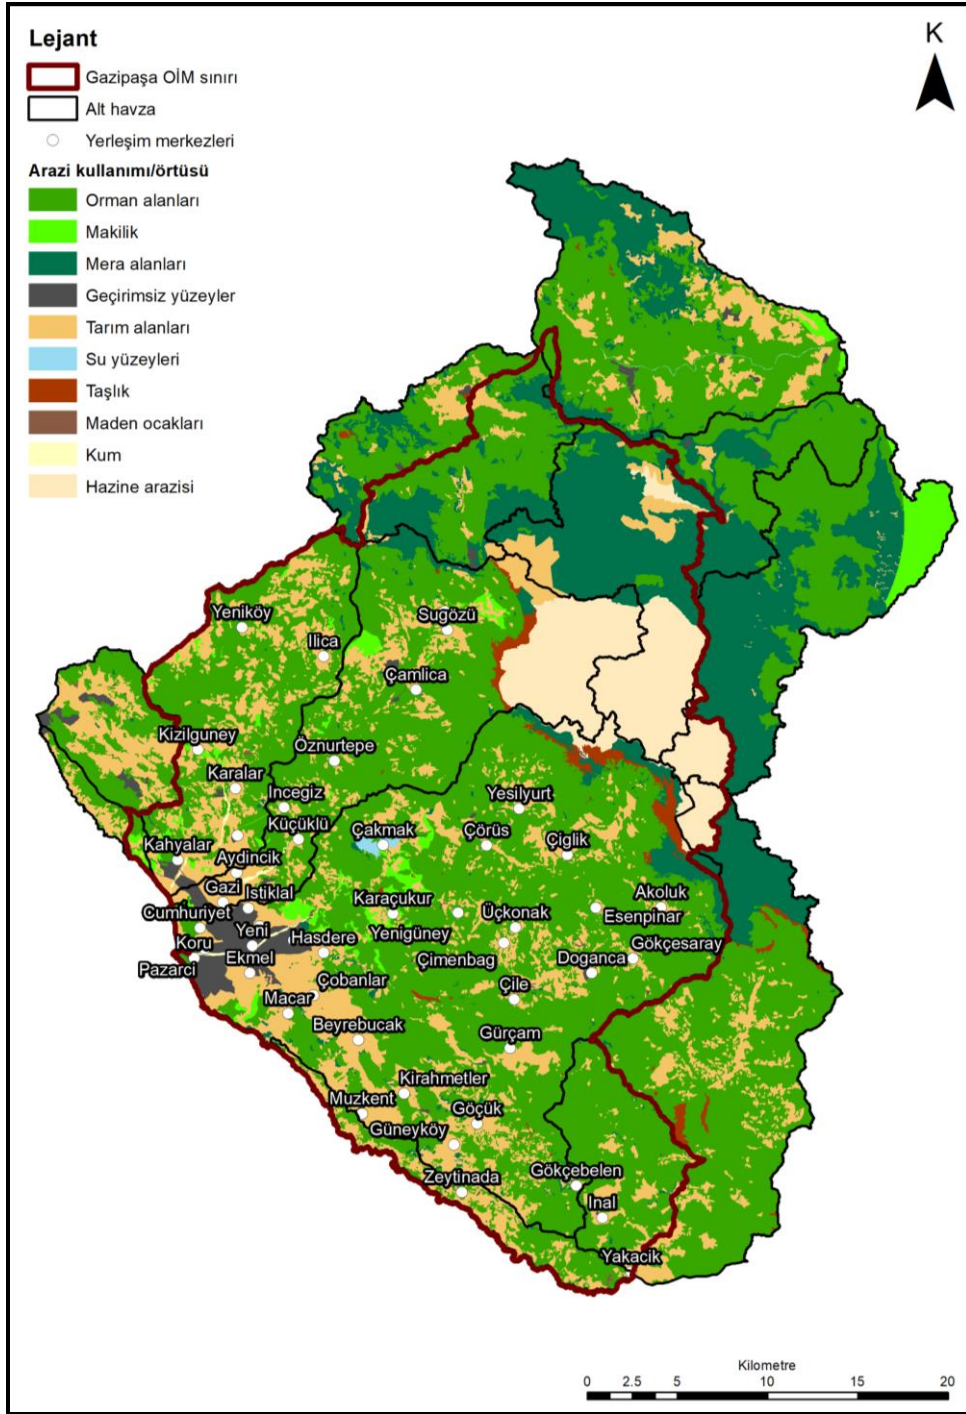 Lejant
K
Gazipaşa OİM sınırı
Alt havza
Yerleşim merkezleri
Arazi kullanımı/örtüsü
Orman alanları
Makilik
Mera alanları
Geçirimsiz yüzeyler
Tarım alanları
Su yüzeyleri
Taşlık
Maden ocakları
Kum
Hazine arazisi
Yeniköy
Sugözü
Ilica
Çamlica
Kizilguney
Öznurtepe
Karalar
Incegiz
Yesilyurt
Küçüklü
Çakmak
Çörüs
Çiglik
Kahyalar
Aydincik
Gazi
Istiklal
Karaçukur
Akoluk
Cumhuriyet
Üçkonak
Esenpinar
Yeni
Yenigüney
Koru
Hasdere
Gökçesaray
Pazarci
Ekmel
Çimenbag
Doganca
Çobanlar
Çile
Macar
Beyrebucak
Gürçam
Kirahmetler
Muzkent
Göçük
Güneyköy
Zeytinada
Gökçebelen
Inal
Yakacik
Kilometre
0 2.5 5 10 15 20